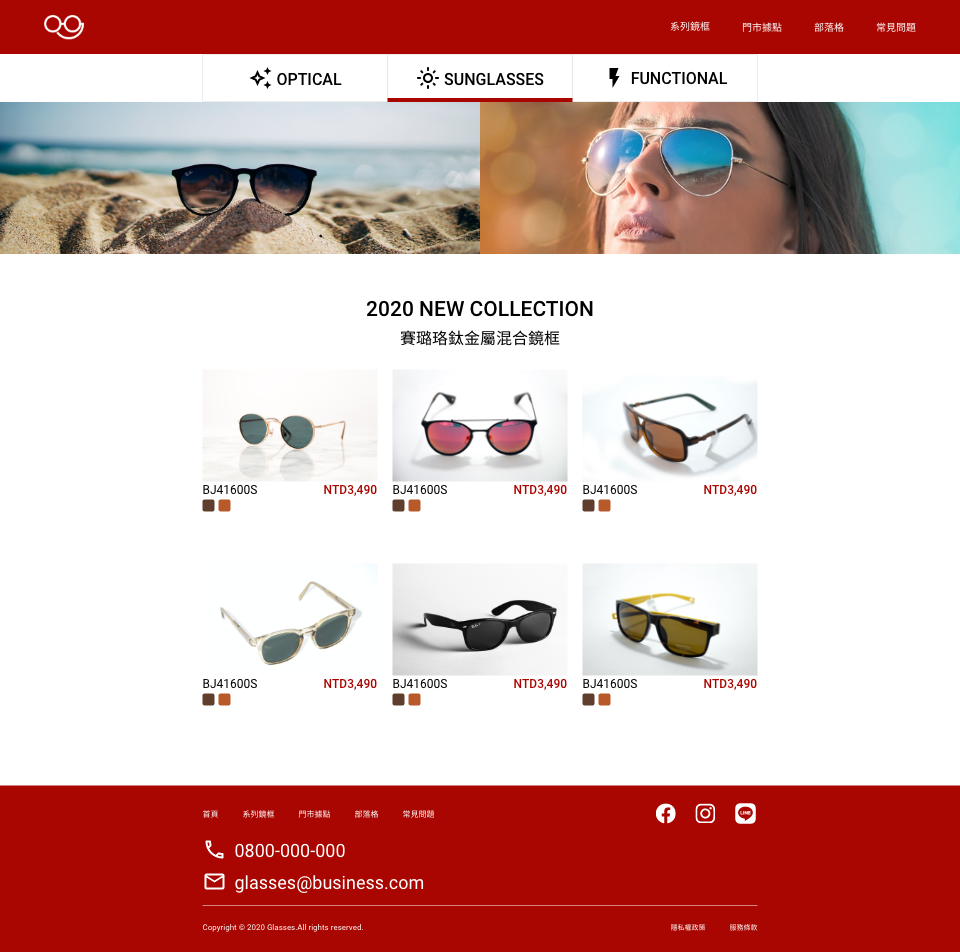 系列鏡框 門市據點 部落格 常見問題
OPTICAL SUNGLASSES FUNCTIONAL
2020 NEW COLLECTION
賽璐珞鈦金屬混合鏡框
BJ41600S NTD3,490 BJ41600S NTD3,490 BJ41600S NTD3,490
BJ41600S NTD3,490 BJ41600S NTD3,490 BJ41600S NTD3,490
首頁 系列鏡框 門市據點 部落格 常見問題
LINE
0800-000-000
glasses@business.com
Copyright © 2020 Glasses.All rights reserved. 隱私權政策 服務條款